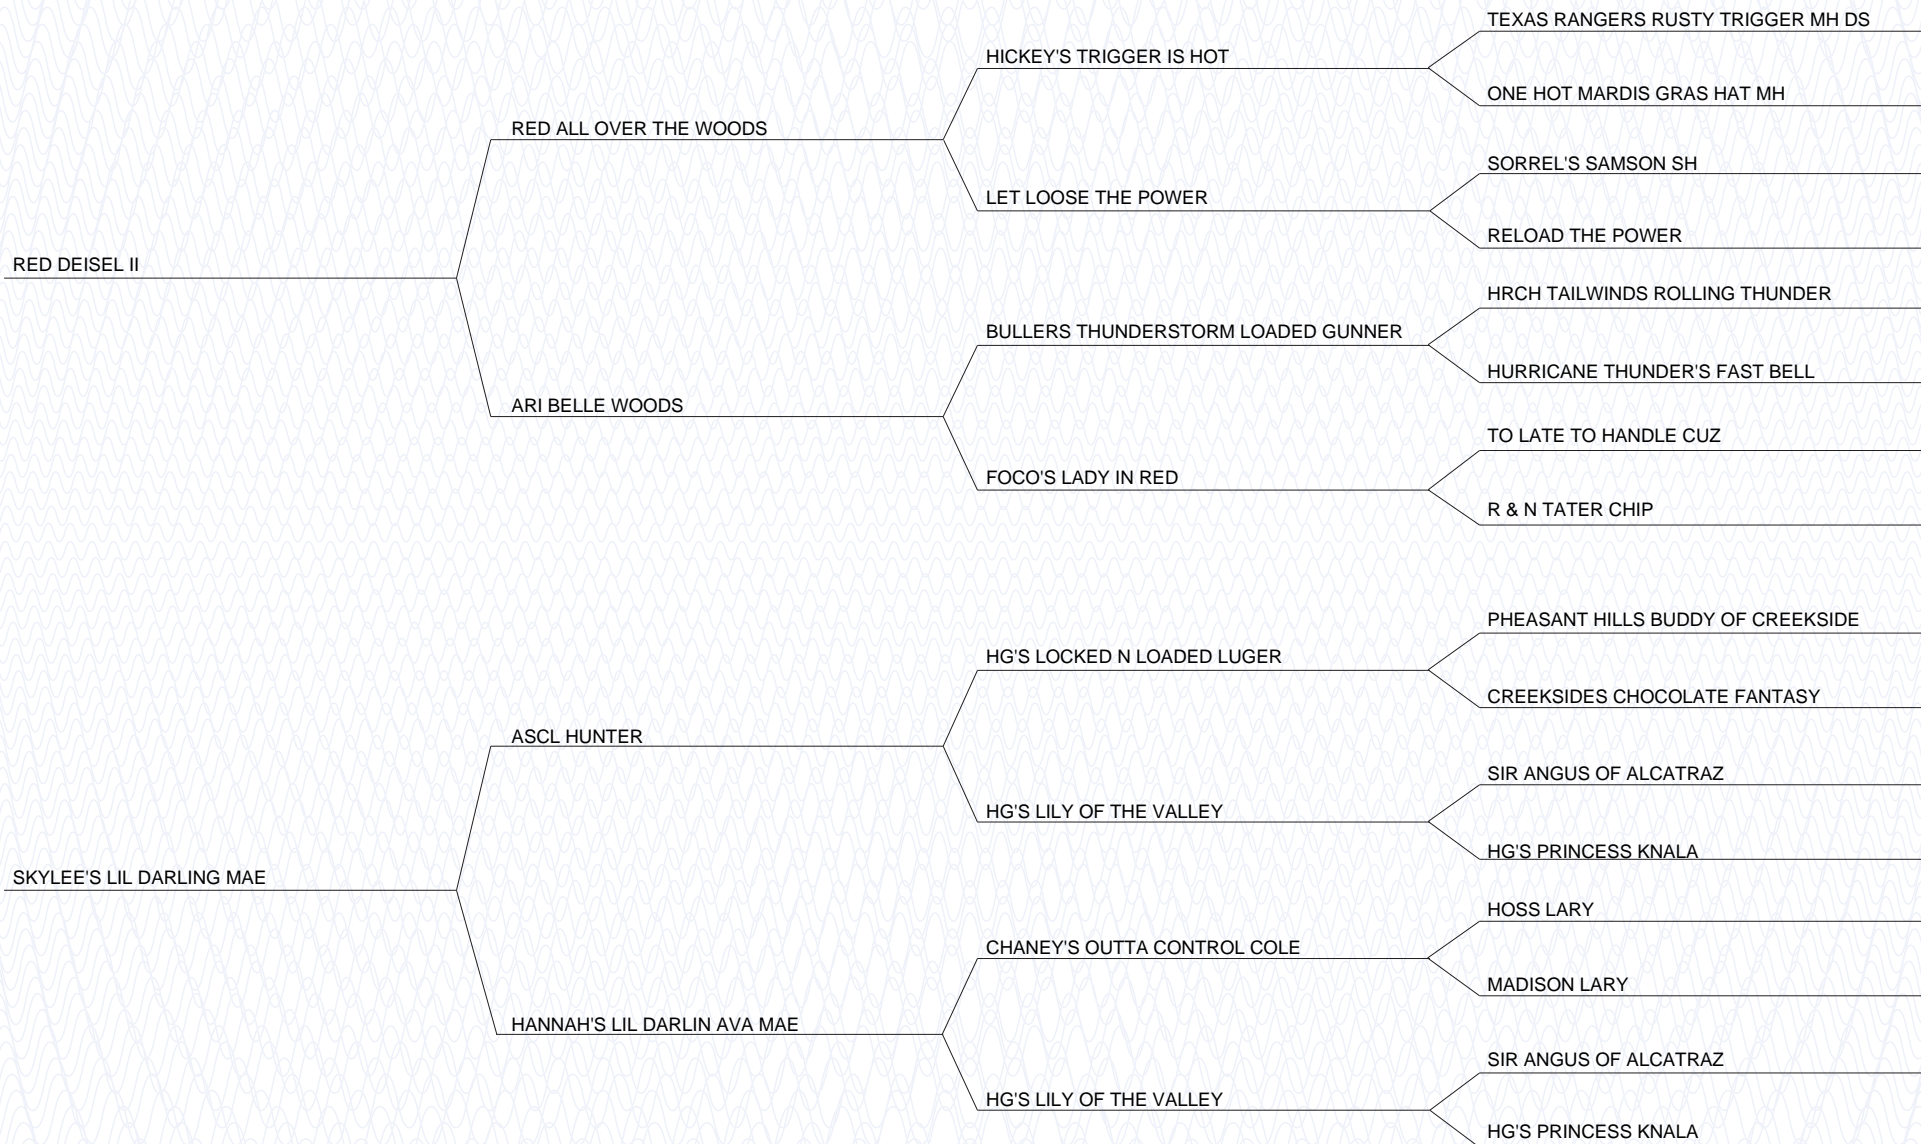 TEXAS RANGERS RUSTY TRIGGER MH DS
HICKEY'S TRIGGER IS HOT
ONE HOT MARDIS GRAS HAT MH
RED ALL OVER THE WOODS
SORREL'S SAMSON SH
LET LOOSE THE POWER
RELOAD THE POWER
RED DEISEL II
HRCH TAILWINDS ROLLING THUNDER
BULLERS THUNDERSTORM LOADED GUNNER
HURRICANE THUNDER'S FAST BELL
ARI BELLE WOODS
TO LATE TO HANDLE CUZ
FOCO'S LADY IN RED
R & N TATER CHIP
PHEASANT HILLS BUDDY OF CREEKSIDE
HG'S LOCKED N LOADED LUGER
CREEKSIDES CHOCOLATE FANTASY
ASCL HUNTER
SIR ANGUS OF ALCATRAZ
HG'S LILY OF THE VALLEY
HG'S PRINCESS KNALA
SKYLEE'S LIL DARLING MAE
HOSS LARY
CHANEY'S OUTTA CONTROL COLE
MADISON LARY
HANNAH'S LIL DARLIN AVA MAE
SIR ANGUS OF ALCATRAZ
HG'S LILY OF THE VALLEY
HG'S PRINCESS KNALA